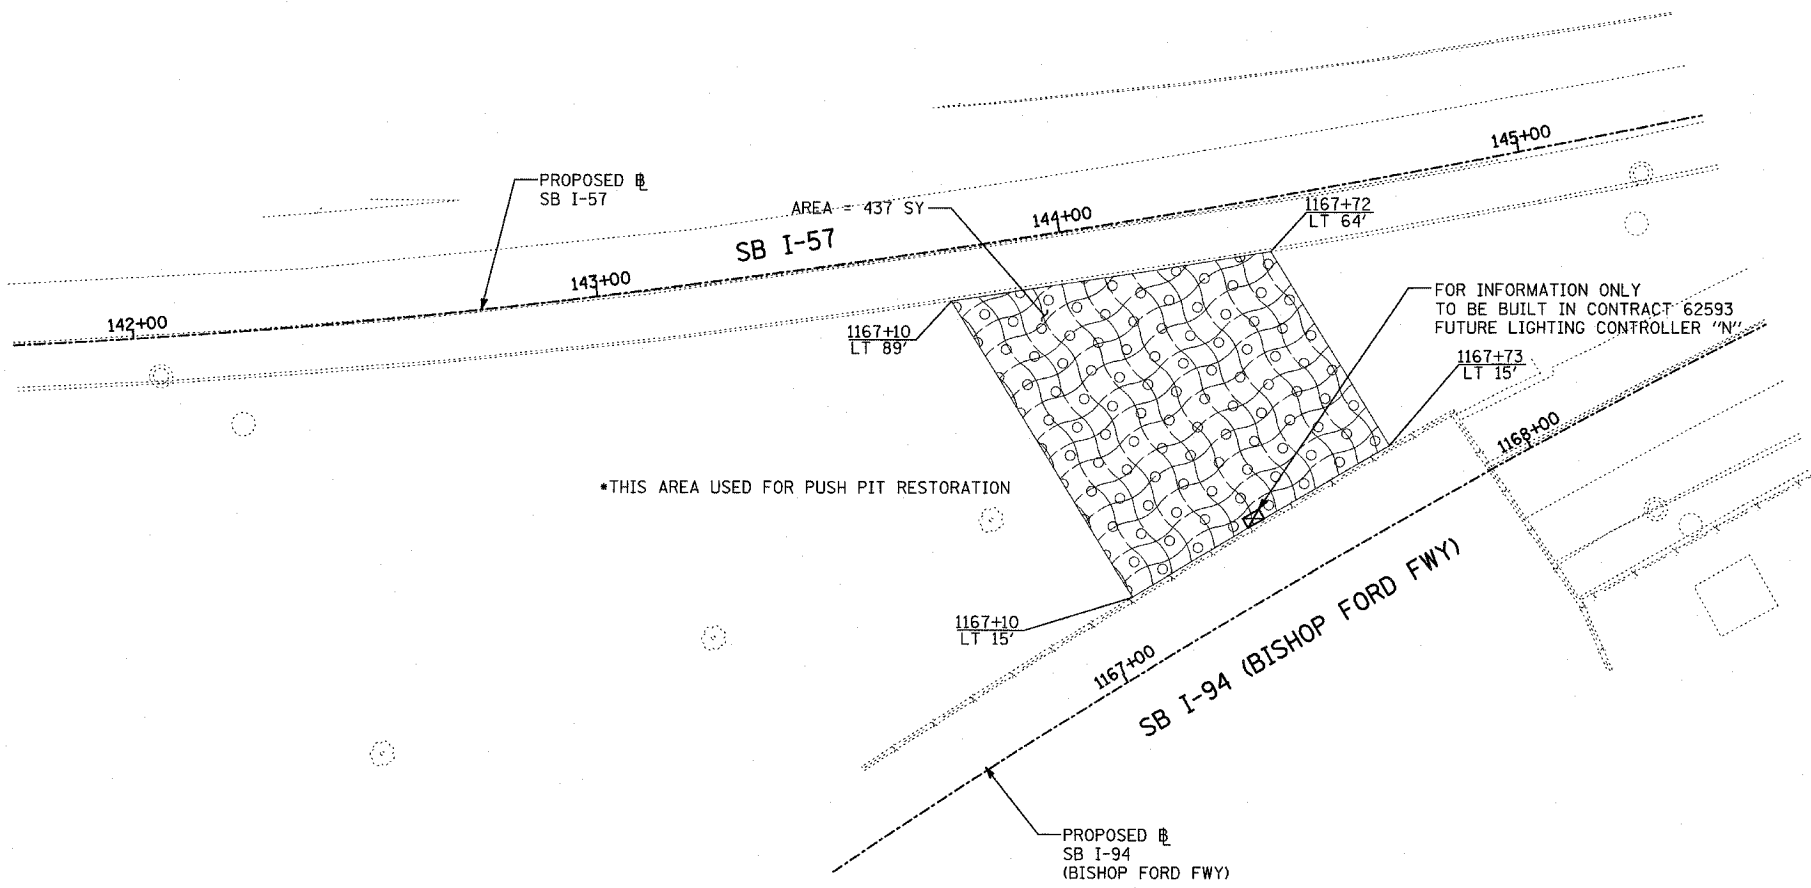 145+00
PROPOSED ⅊
SB I-57
AREA = 437 SY
144+00
1167+72
LT 64'
SB I-57
143+00
142+00
1167+10
LT 89'
FOR INFORMATION ONLY
TO BE BUILT IN CONTRACT 62593
FUTURE LIGHTING CONTROLLER "N"
1167+73
LT 15'
1168+00
*THIS AREA USED FOR PUSH PIT RESTORATION
1167+10
LT 15'
1167+00
SB I-94 (BISHOP FORD FWY)
PROPOSED ⅊
SB I-94
(BISHOP FORD FWY)